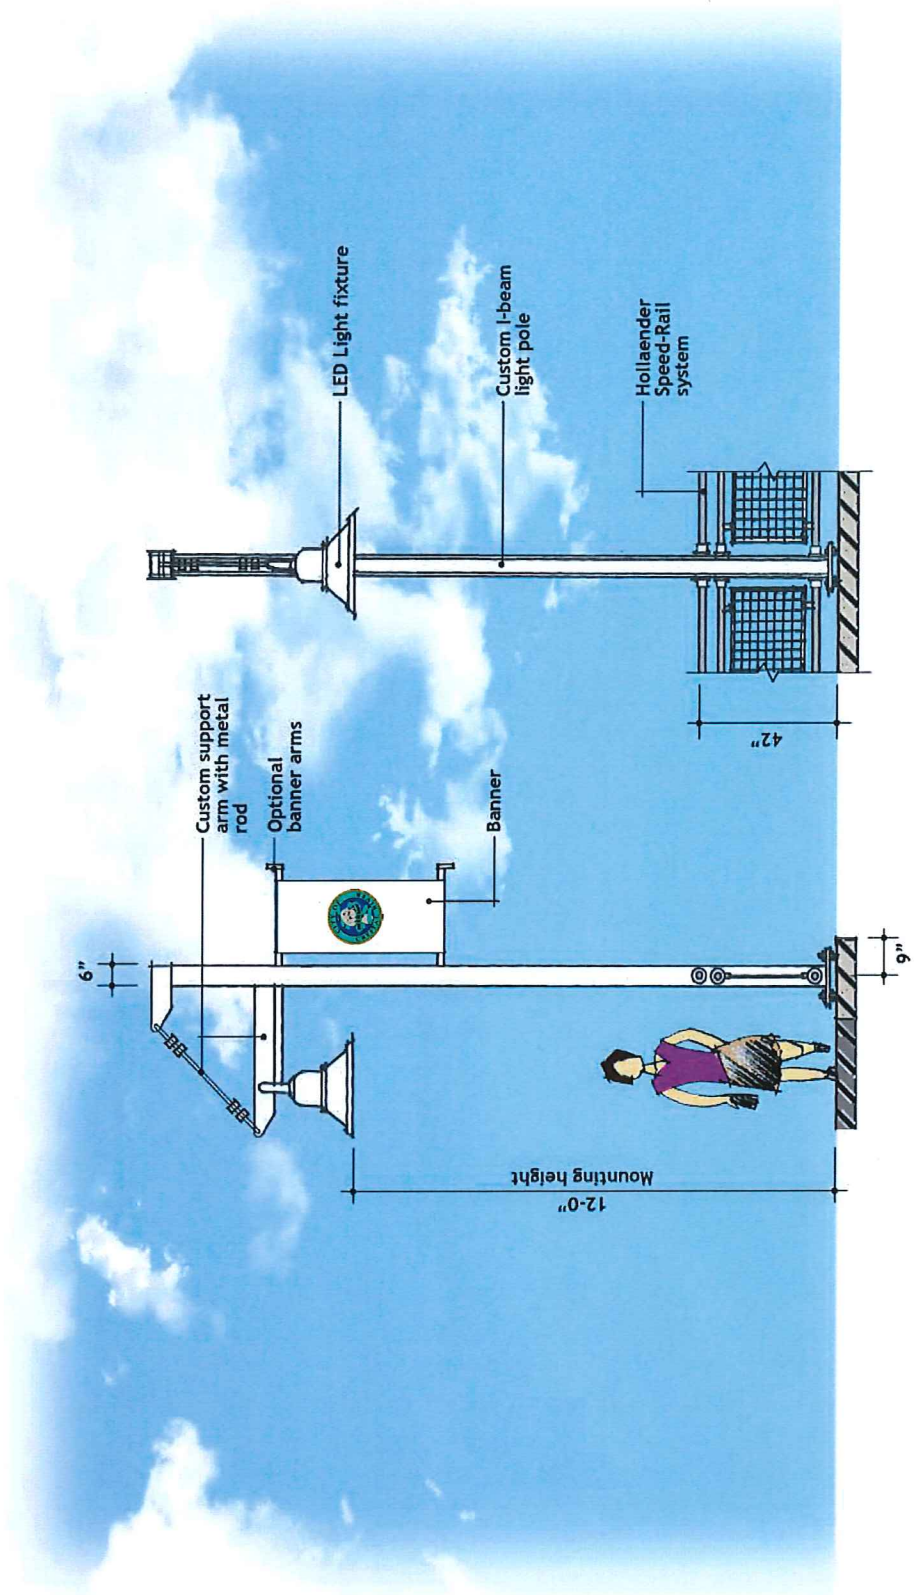 6"
Custom support
arm with metal
rod
Optional
banner arms
Banner
12-0"
Mounting height
9"
LED Light fixture
Custom I-beam
light pole
Hollaender
Speed-Rail
system
42"